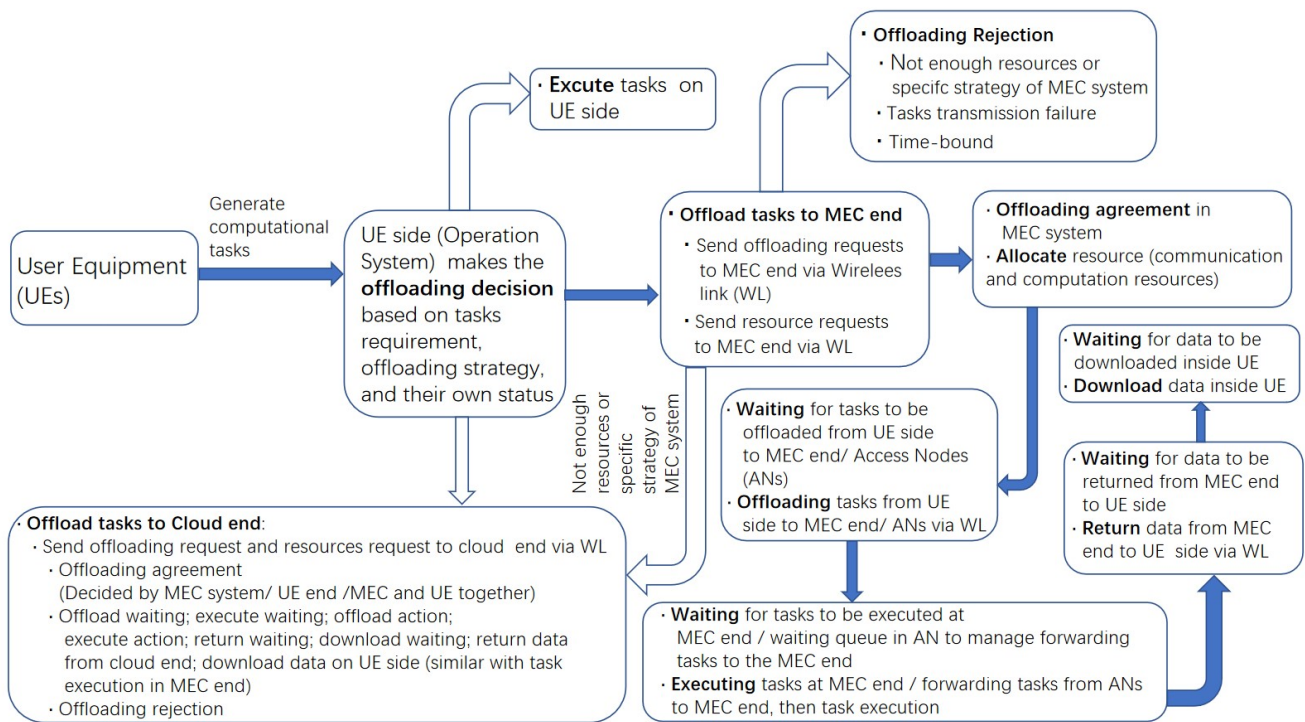 User Equipment
(UEs)
Generate
computational
tasks
UE side (Operation
System) makes the
offloading decision
based on tasks
requirement,
offloading strategy,
and their own status
· Excute tasks on
UE side
· Offload tasks to MEC end
· Send offloading requests
to MEC end via Wirelees
link (WL)
· Send resource requests
to MEC end via WL
· Offloading Rejection
· Not enough resources or
specifc strategy of MEC system
· Tasks transmission failure
· Time-bound
· Offloading agreement in
MEC system
· Allocate resource (communication
and computation resources)
Not enough
resources or
specific
strategy of
MEC system
· Waiting for tasks to be
offloaded from UE side
to MEC end/ Access Nodes
(ANs)
· Offloading tasks from UE
side to MEC end/ ANs via WL
· Waiting for data to be
downloaded inside UE
· Download data inside UE
· Waiting for data to be
returned from MEC end
to UE side
· Return data from MEC
end to UE side via WL
· Offload tasks to Cloud end:
· Send offloading request and resources request to cloud end via WL
· Offloading agreement
(Decided by MEC system/ UE end /MEC and UE together)
· Offload waiting; execute waiting; offload action;
execute action; return waiting; download waiting; return data
from cloud end; download data on UE side (similar with task
execution in MEC end)
· Offloading rejection
· Waiting for tasks to be executed at
MEC end / waiting queue in AN to manage forwarding
tasks to the MEC end
· Executing tasks at MEC end / forwarding tasks from ANs
to MEC end, then task execution